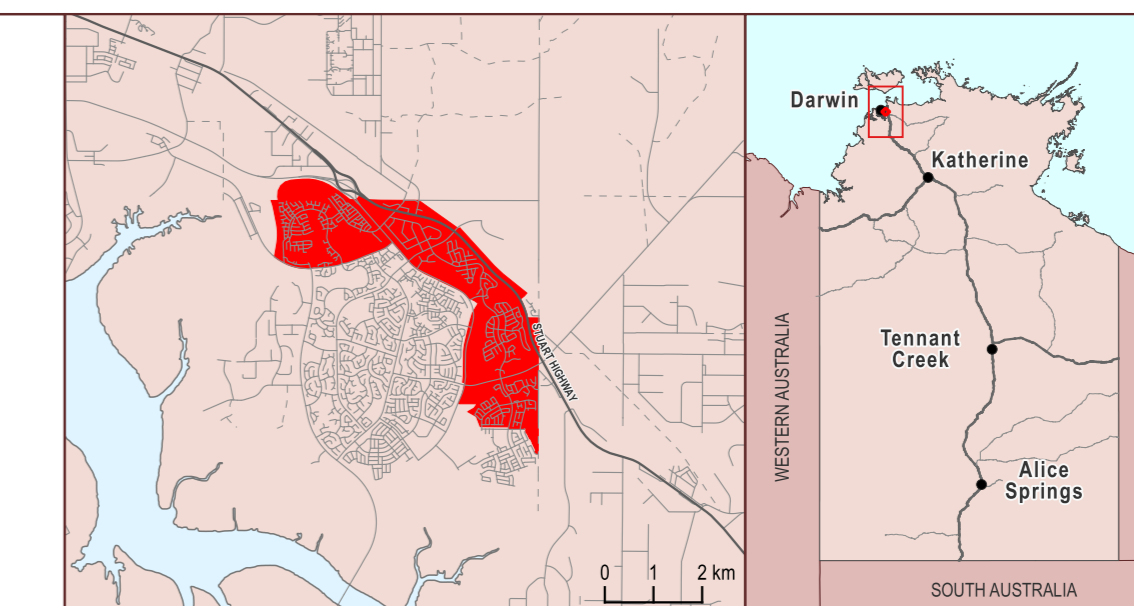 STUART HIGHWAY
0 1 2 km
Darwin
Katherine
Tennant
Creek
Alice
Springs
WESTERN AUSTRALIA
SOUTH AUSTRALIA